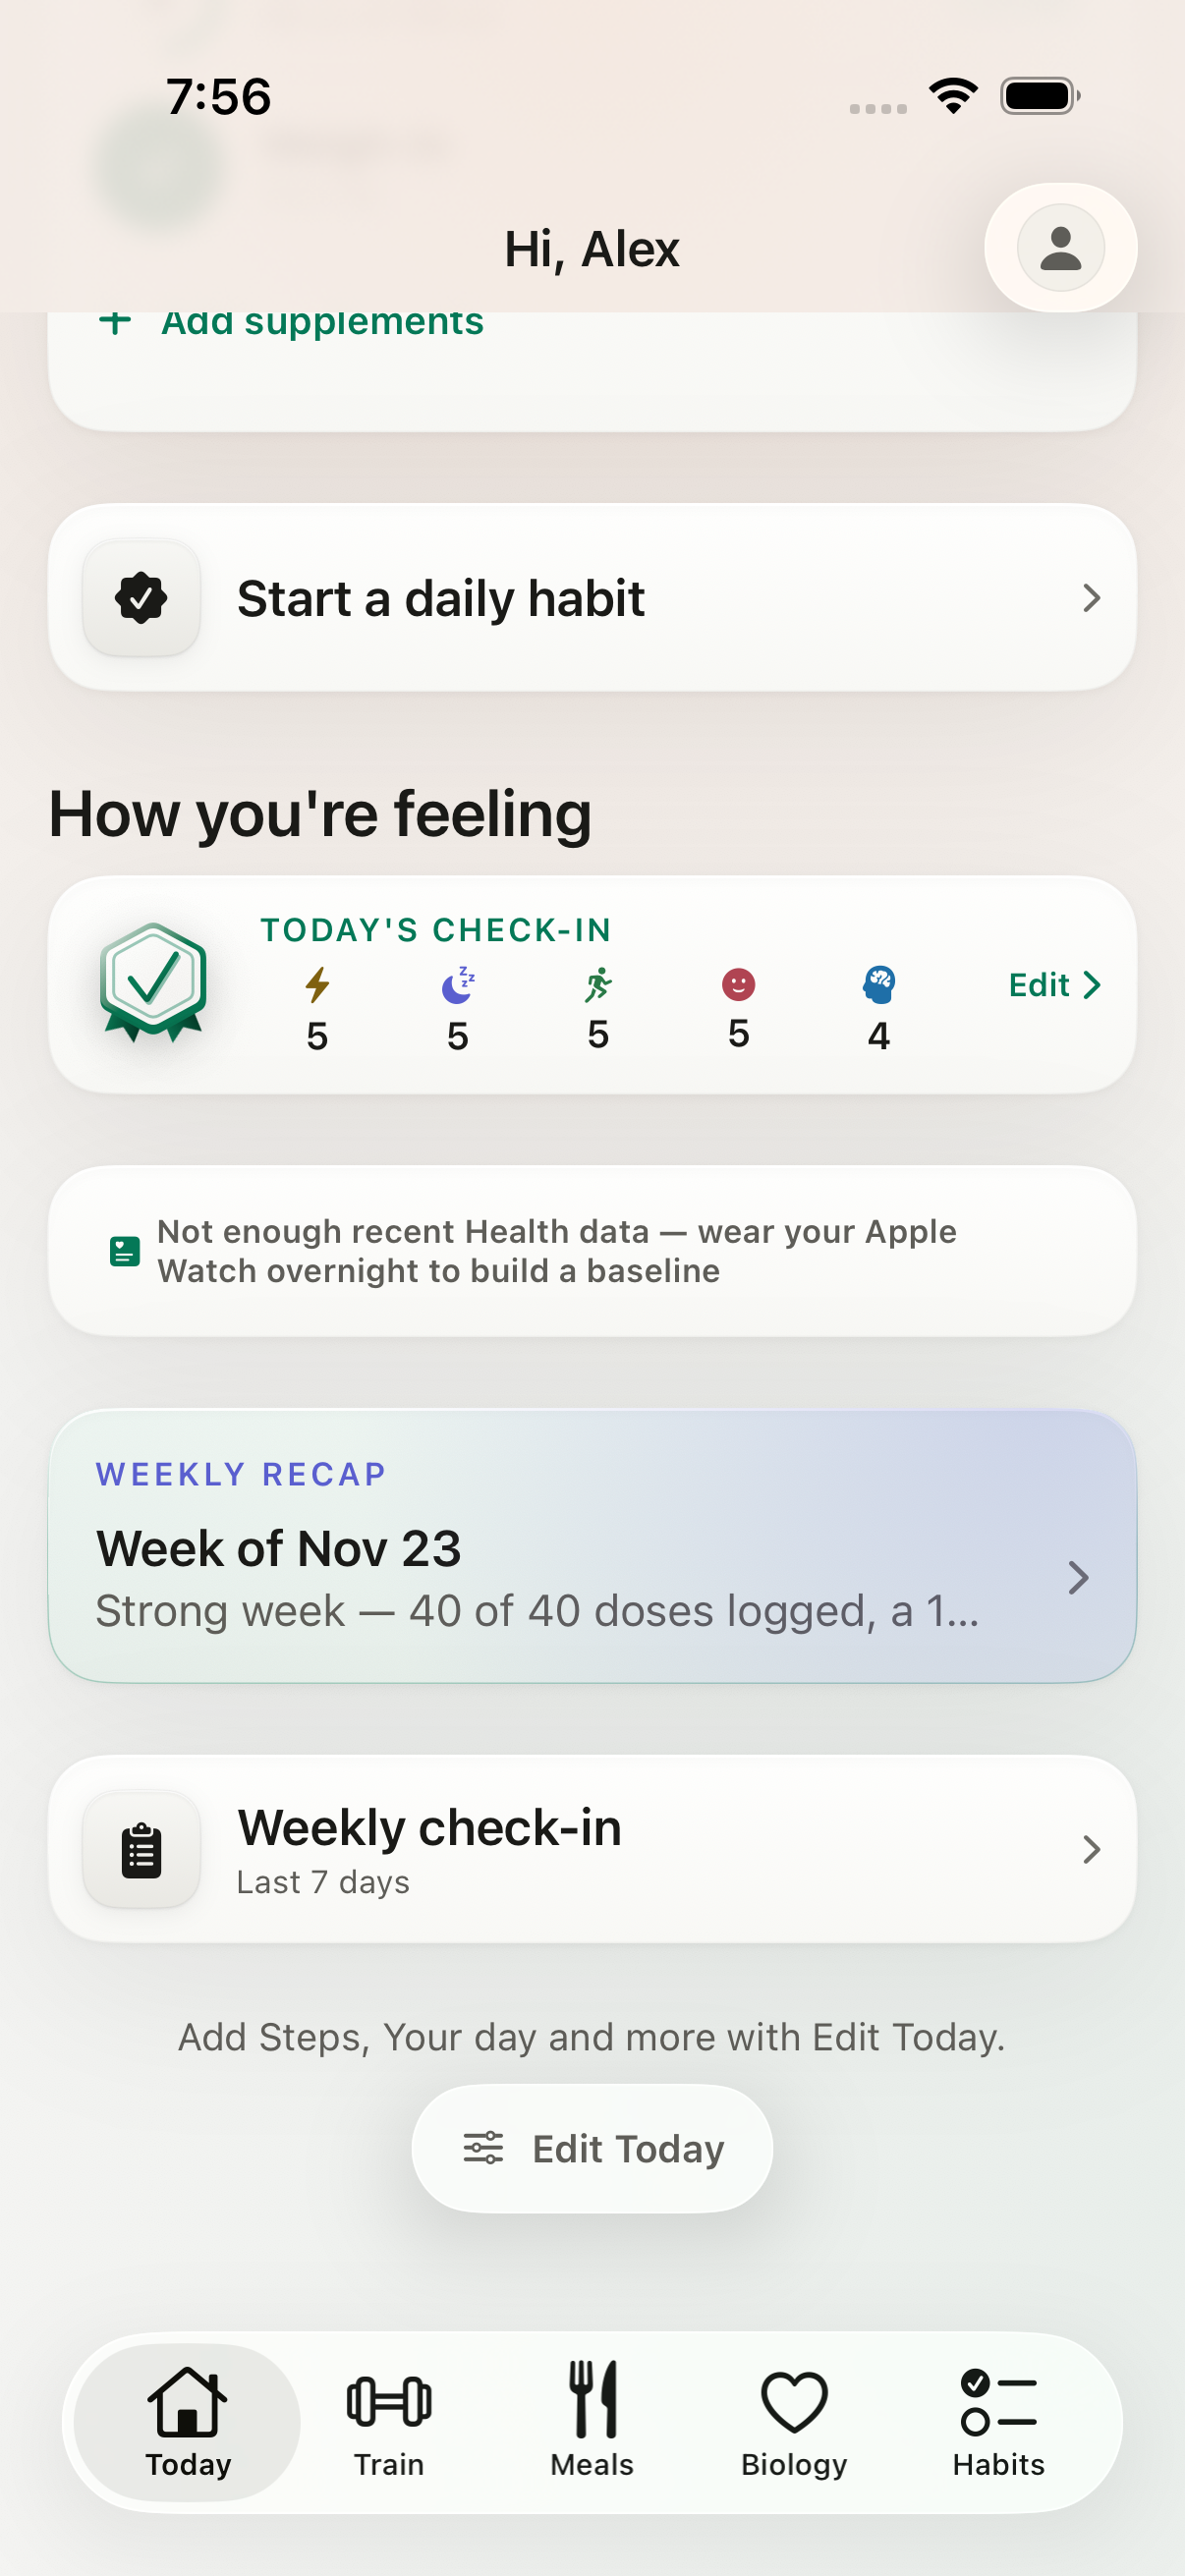 7:56
Hi, Alex
Add supplements
Start a daily habit
How you're feeling
TODAY'S CHECK-IN
5 5 5 5 4
Edit
Not enough recent Health data — wear your Apple
Watch overnight to build a baseline
WEEKLY RECAP
Week of Nov 23
Strong week — 40 of 40 doses logged, a 1...
Weekly check-in
Last 7 days
Add Steps, Your day and more with Edit Today.
Edit Today
Today Train Meals Biology Habits